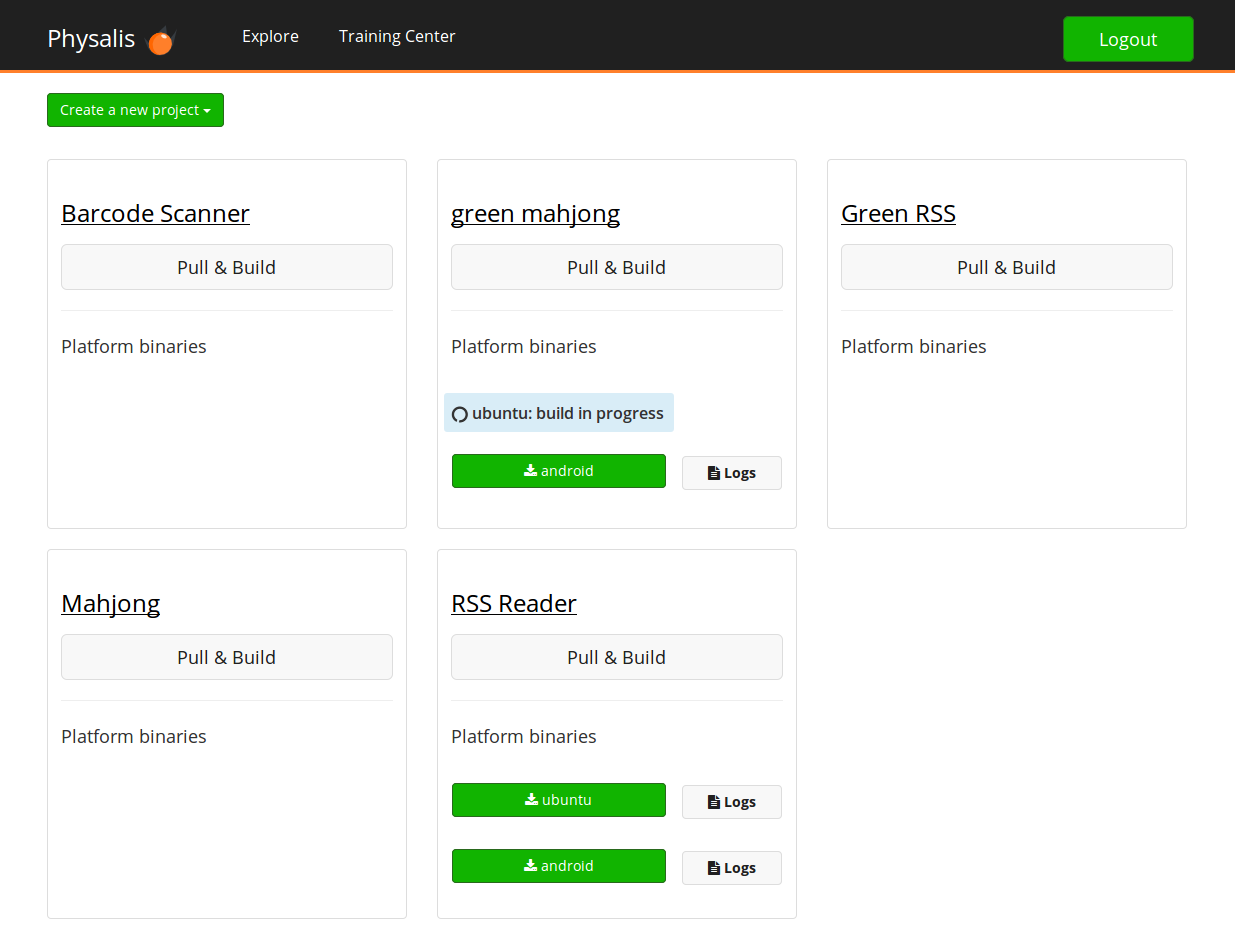 Physalis Explore Training Center Logout
Create a new project
Barcode Scanner
Pull & Build
Platform binaries
green mahjong
Pull & Build
Platform binaries
ubuntu: build in progress
android Logs
Green RSS
Pull & Build
Platform binaries
Mahjong
Pull & Build
Platform binaries
RSS Reader
Pull & Build
Platform binaries
ubuntu Logs
android Logs